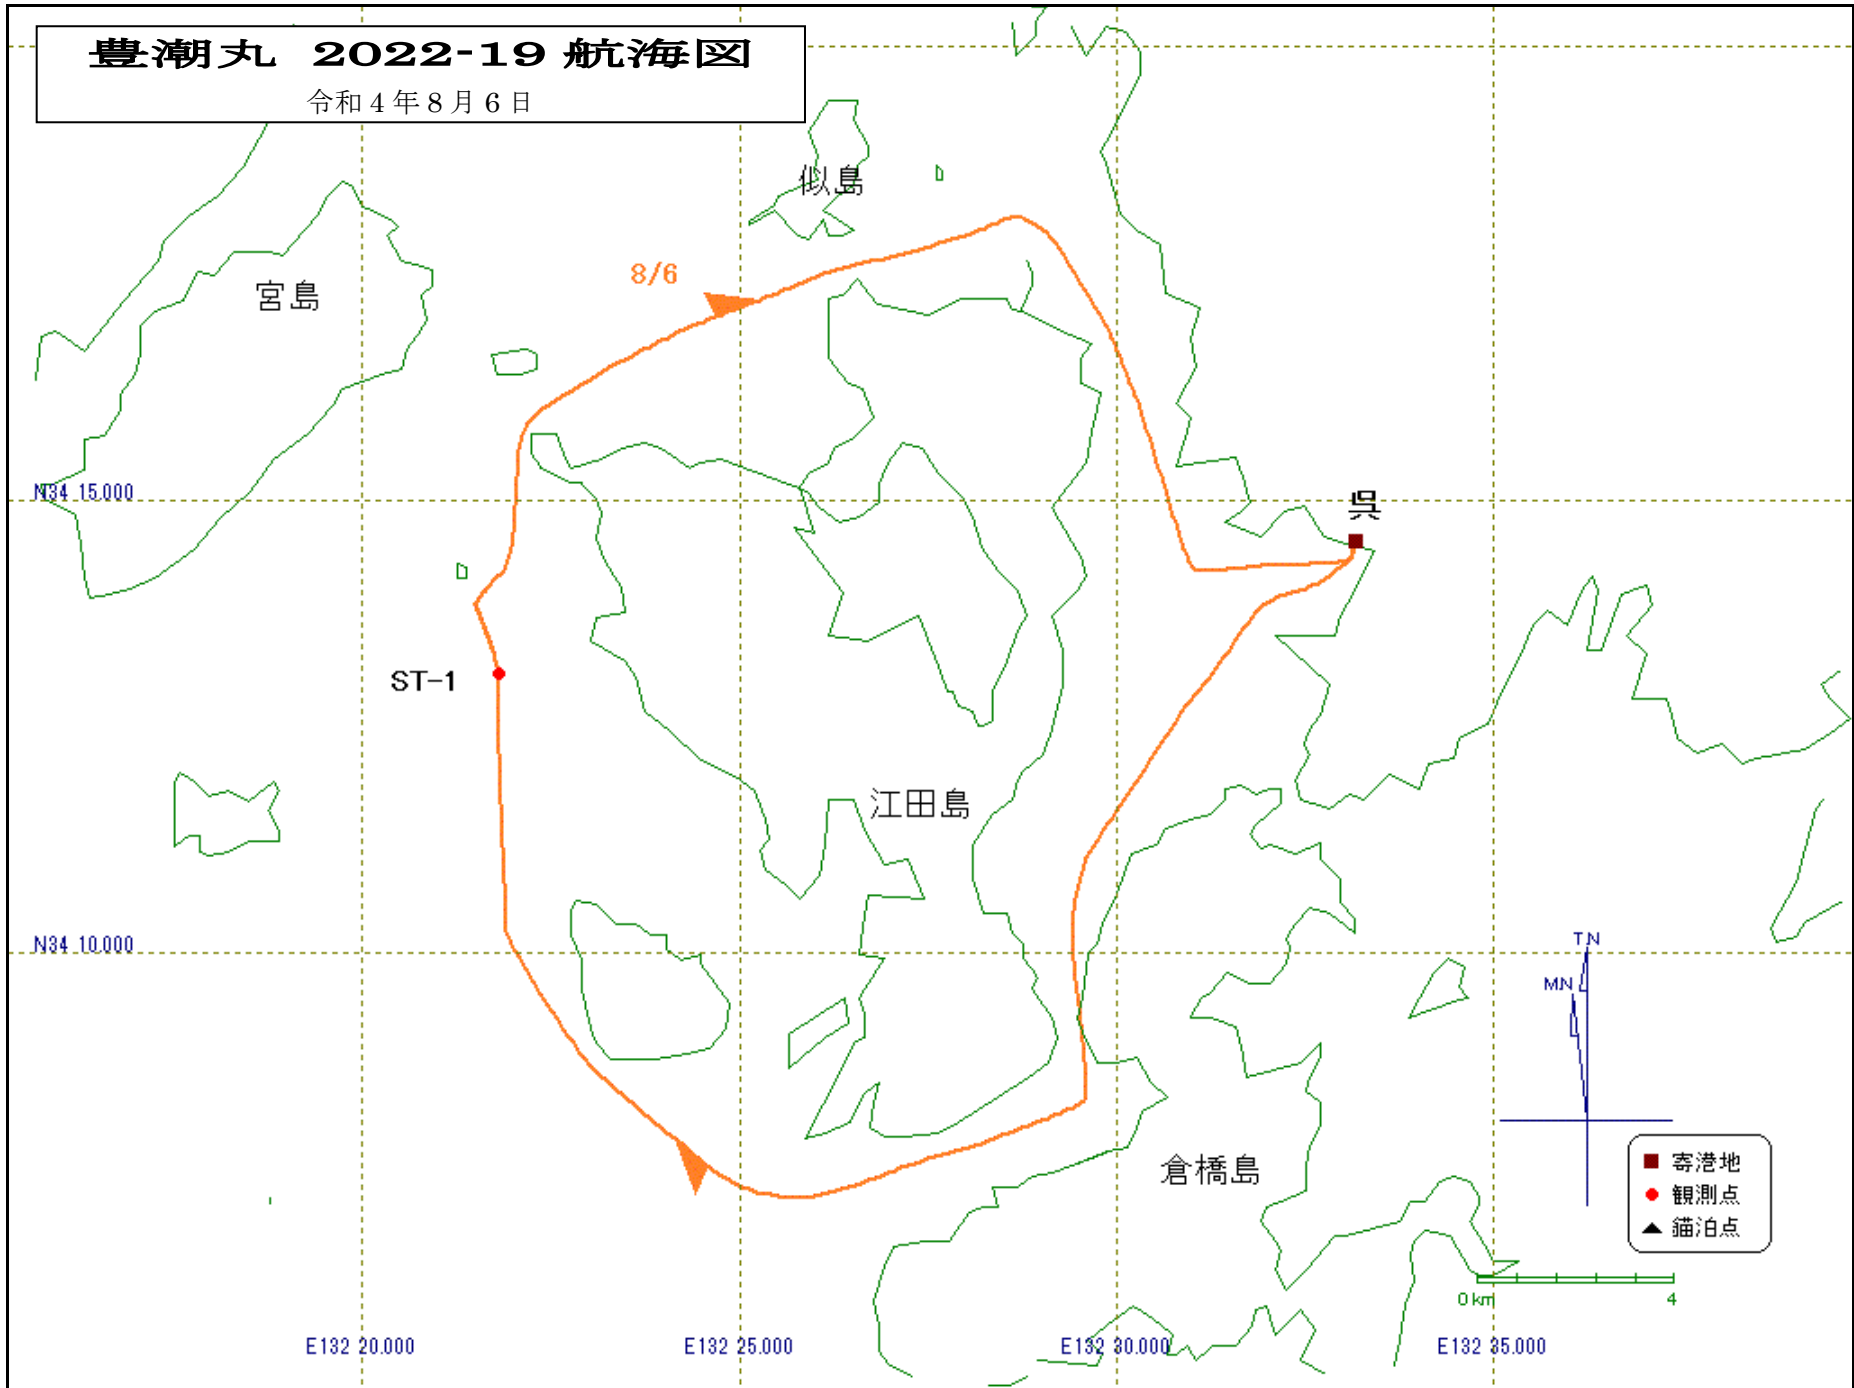 豊潮丸 2022-19 航海図
令和4年8月6日
似島
8/6
宮島
N34 15.000
呉
ST-1
江田島
N34 10.000
TN
MN
倉橋島
寄港地
観測点
錨泊点
0 km 4
E132 20.000 E132 25.000 E132 30.000 E132 35.000